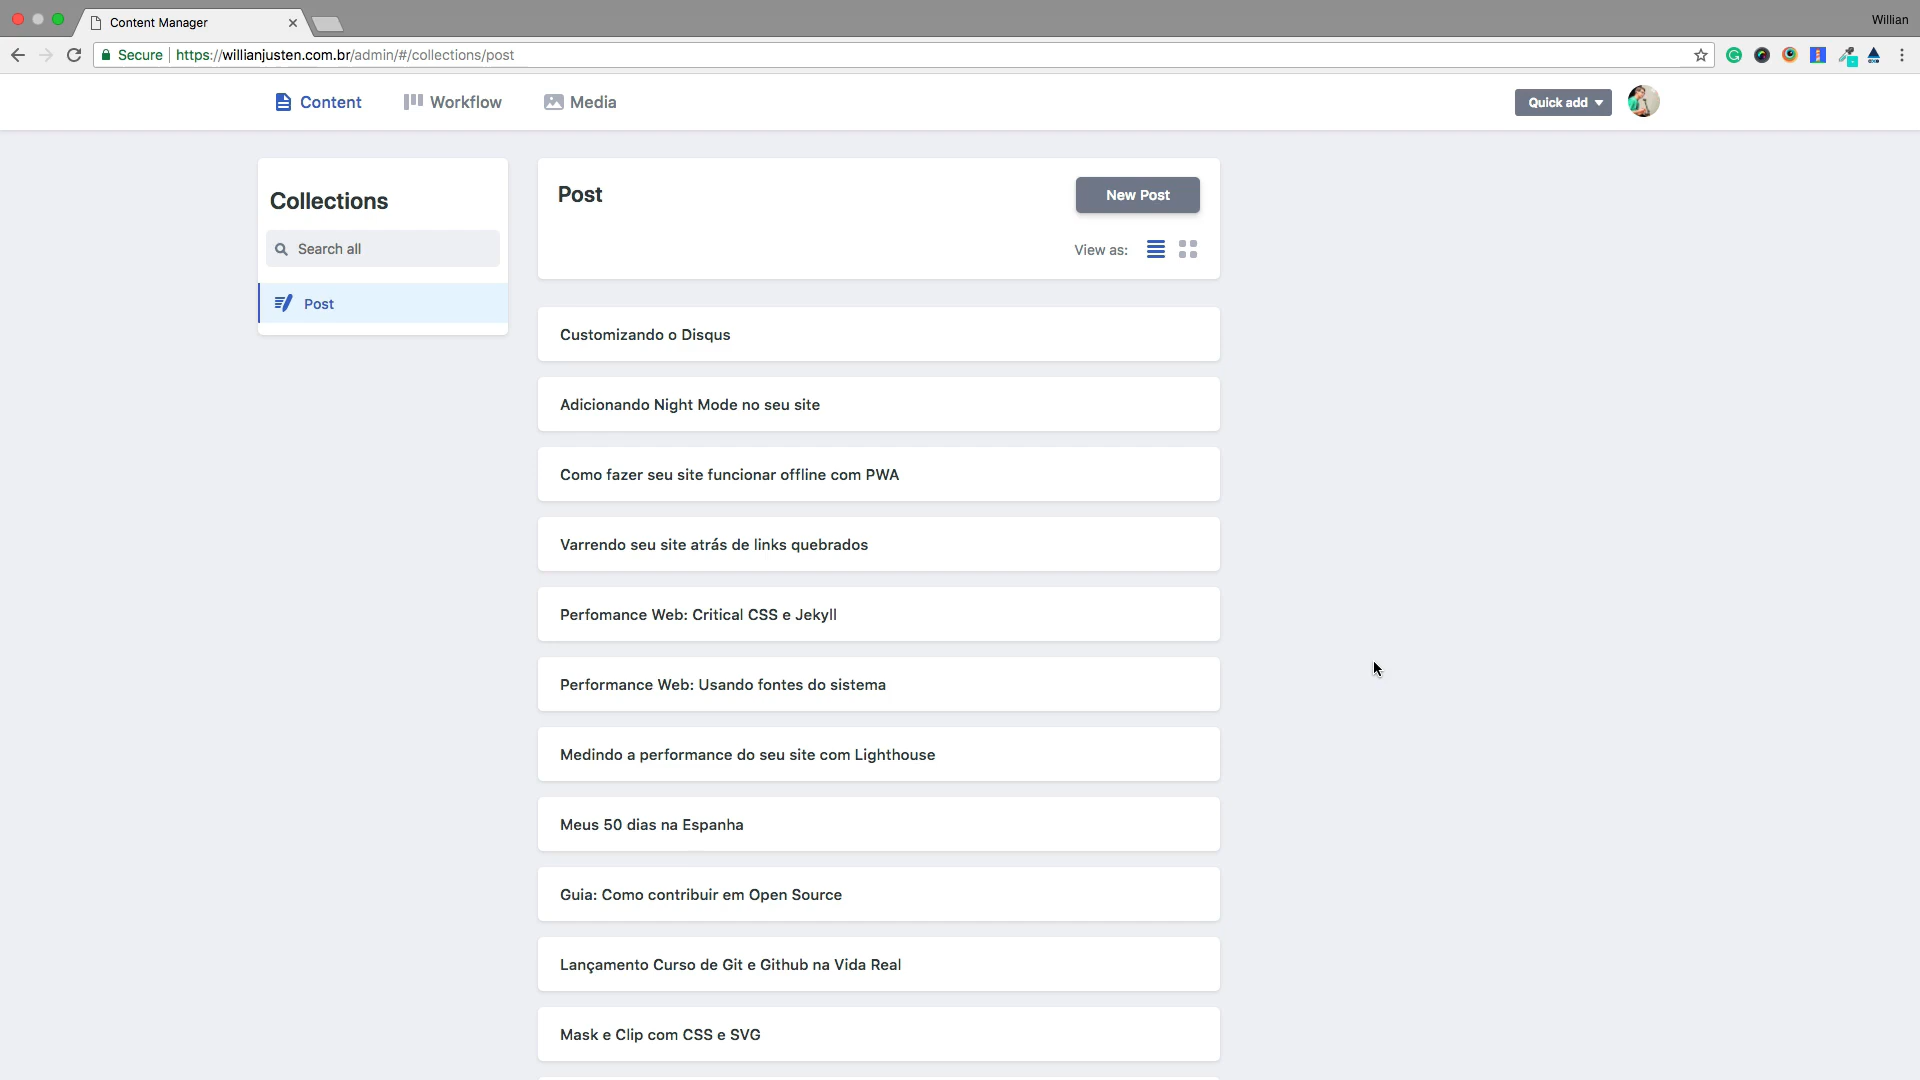 Content Manager
Willian
Secure
https://willianjusten.com.br/admin/#/collections/post
Content
Workflow
Media
Quick add
Collections
Search all
Post
Post
New Post
View as:
Customizando o Disqus
Adicionando Night Mode no seu site
Como fazer seu site funcionar offline com PWA
Varrendo seu site atrás de links quebrados
Perfomance Web: Critical CSS e Jekyll
Performance Web: Usando fontes do sistema
Medindo a performance do seu site com Lighthouse
Meus 50 dias na Espanha
Guia: Como contribuir em Open Source
Lançamento Curso de Git e Github na Vida Real
Mask e Clip com CSS e SVG